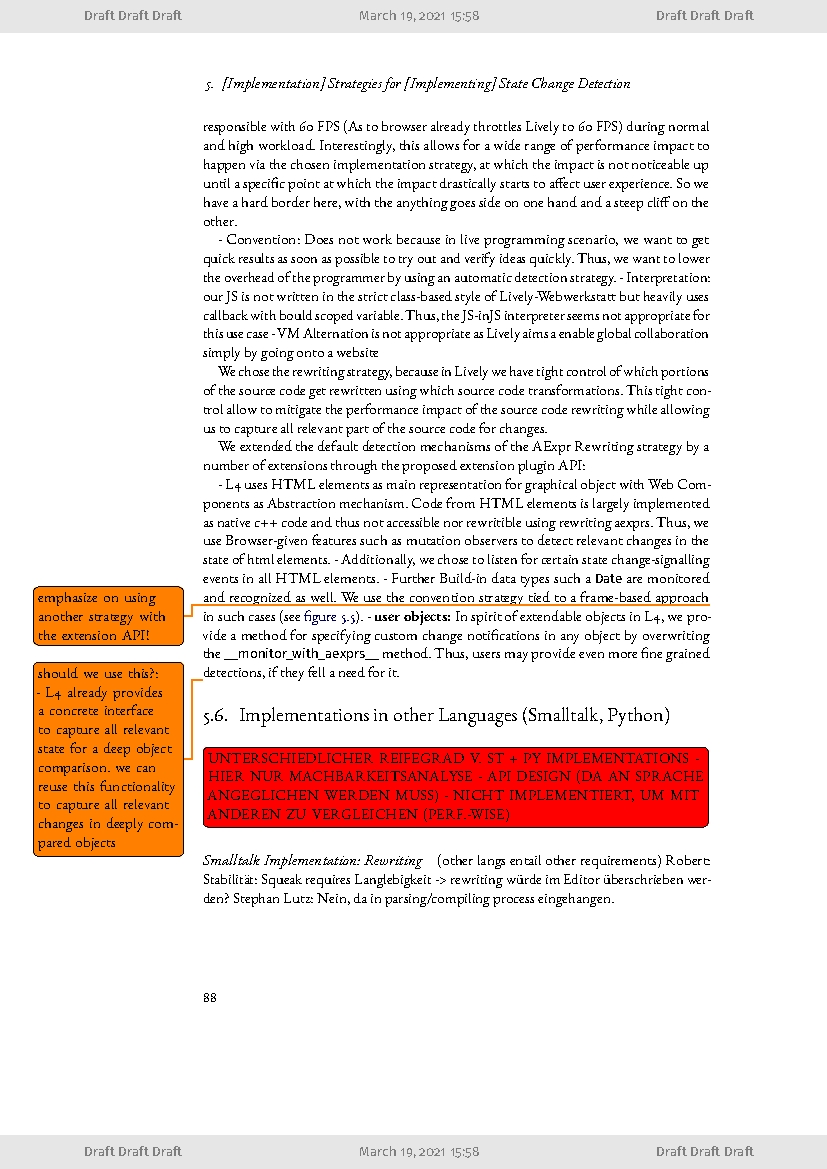 Draft Draft Draft March 19, 2021 15:58 Draft Draft Draft
5. [Implementation] Strategies for [Implementing] State Change Detection
responsible with 60 FPS (As to browser already throttles Lively to 60 FPS) during normal
and high workload. Interestingly, this allows for a wide range of performance impact to
happen via the chosen implementation strategy, at which the impact is not noticeable up
until a specific point at which the impact drastically starts to affect user experience. So we
have a hard border here, with the anything goes side on one hand and a steep cliff on the
other.
- Convention: Does not work because in live programming scenario, we want to get
quick results as soon as possible to try out and verify ideas quickly. Thus, we want to lower
the overhead of the programmer by using an automatic detection strategy. - Interpretation:
our JS is not written in the strict class-based style of Lively-Webwerkstatt but heavily uses
callback with bould scoped variable. Thus, the JS-inJS interpreter seems not appropriate for
this use case - VM Alternation is not appropriate as Lively aims a enable global collaboration
simply by going onto a website
We chose the rewriting strategy, because in Lively we have tight control of which portions
of the source code get rewritten using which source code transformations. This tight con-
trol allow to mitigate the performance impact of the source code rewriting while allowing
us to capture all relevant part of the source code for changes.
We extended the default detection mechanisms of the AExpr Rewriting strategy by a
number of extensions through the proposed extension plugin API:
- L4 uses HTML elements as main representation for graphical object with Web Com-
ponents as Abstraction mechanism. Code from HTML elements is largely implemented
as native c++ code and thus not accessible nor rewritible using rewriting aexprs. Thus, we
use Browser-given features such as mutation observers to detect relevant changes in the
state of html elements. - Additionally, we chose to listen for certain state change-signalling
events in all HTML elements. - Further Build-in data types such a Date are monitored
and recognized as well. We use the convention strategy tied to a frame-based approach
in such cases (see figure 5.5). - user objects: In spirit of extendable objects in L4, we pro-
vide a method for specifying custom change notifications in any object by overwriting
the __monitor_with_aexprs__ method. Thus, users may provide even more fine grained
detections, if they fell a need for it.
emphasize on using
another strategy with
the extension API!
should we use this?:
- L4 already provides
a concrete interface
to capture all relevant
state for a deep object
comparison. we can
reuse this functionality
to capture all relevant
changes in deeply com-
pared objects
5.6. Implementations in other Languages (Smalltalk, Python)
UNTERSCHIEDLICHER REIFEGRAD V. ST + PY IMPLEMENTATIONS -
HIER NUR MACHBARKEITSANALYSE - API DESIGN (DA AN SPRACHE
ANGEGLICHEN WERDEN MUSS) - NICHT IMPLEMENTIERT, UM MIT
ANDEREN ZU VERGLEICHEN (PERF.-WISE)
Smalltalk Implementation: Rewriting (other langs entail other requirements) Robert:
Stabilität: Squeak requires Langlebigkeit -> rewriting würde im Editor überschrieben wer-
den? Stephan Lutz: Nein, da in parsing/compiling process eingehangen.
88
Draft Draft Draft March 19, 2021 15:58 Draft Draft Draft